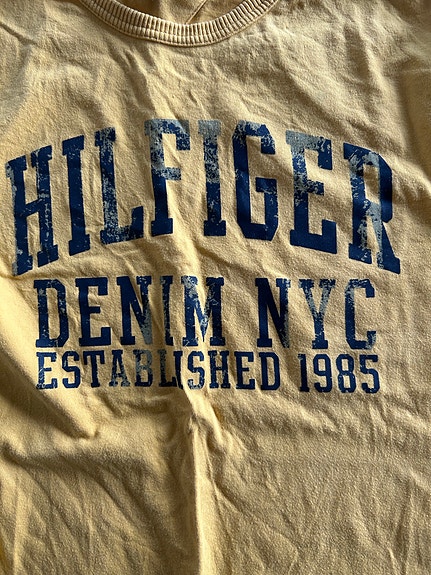 HILFIGER
DENIM NYC
ESTABLISHED 1985